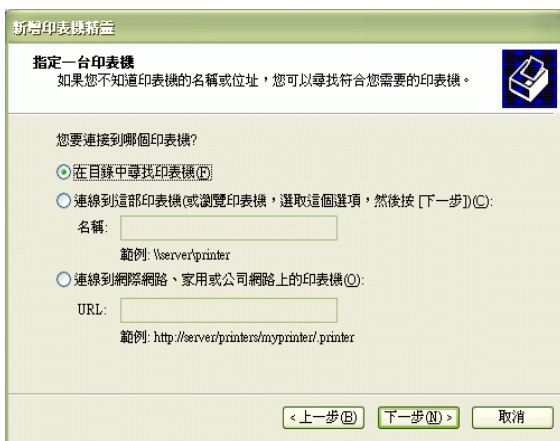 新增印表機精靈
指定一台印表機
如果您不知道印表機的名稱或位址，您可以尋找符合您需要的印表機。
您要連接到哪個印表機?
在目錄中尋找印表機(F)
連線到這部印表機(或瀏覽印表機，選取這個選項，然後按 [下一步])(C):
名稱:
範例: \\server\printer
連線到網際網路、家用或公司網路上的印表機(O):
URL:
範例: http://server/printers/myprinter/.printer
<上一步(B) 下一步(N)> 取消